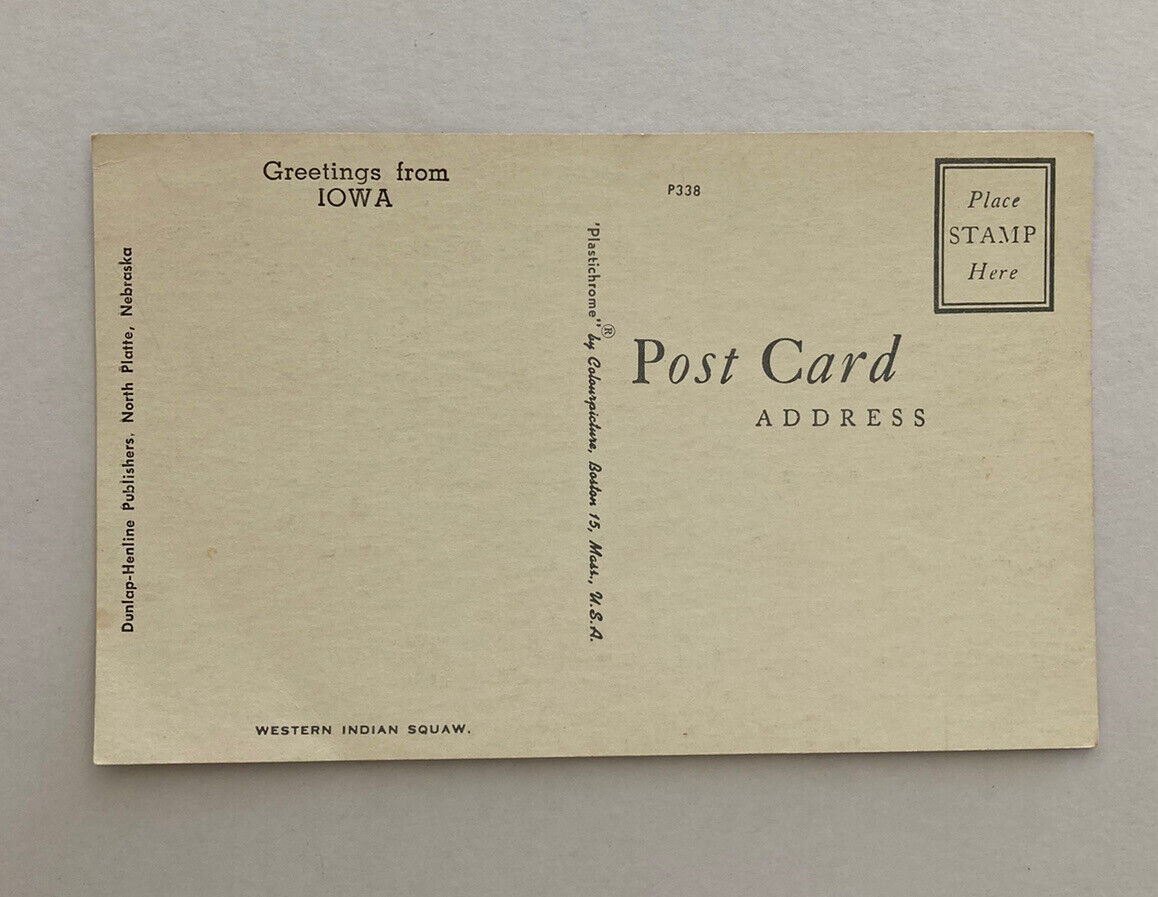 Greetings from
IOWA
Dunlap-Henline Publishers, North Platte, Nebraska
WESTERN INDIAN SQUAW.
'Plastichrome"® by Colourpicture, Boston 15, Mass., U.S.A.
P338
Place
STAMP
Here
Post Card
ADDRESS